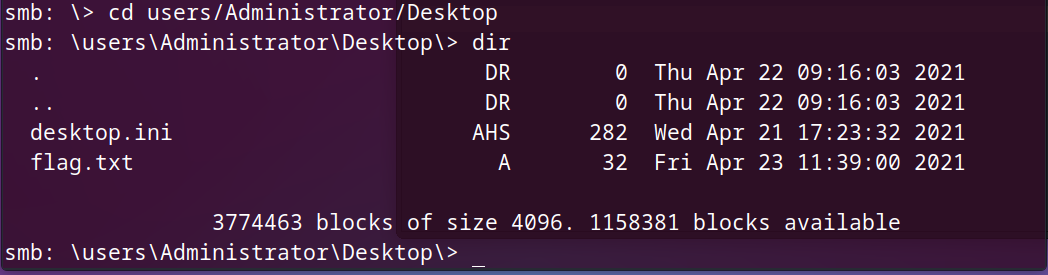 smb: \> cd users/Administrator/Desktop
smb: \users\Administrator\Desktop\> dir
. DR 0 Thu Apr 22 09:16:03 2021
.. DR 0 Thu Apr 22 09:16:03 2021
desktop.ini AHS 282 Wed Apr 21 17:23:32 2021
flag.txt A 32 Fri Apr 23 11:39:00 2021
3774463 blocks of size 4096. 1158381 blocks available
smb: \users\Administrator\Desktop\> _